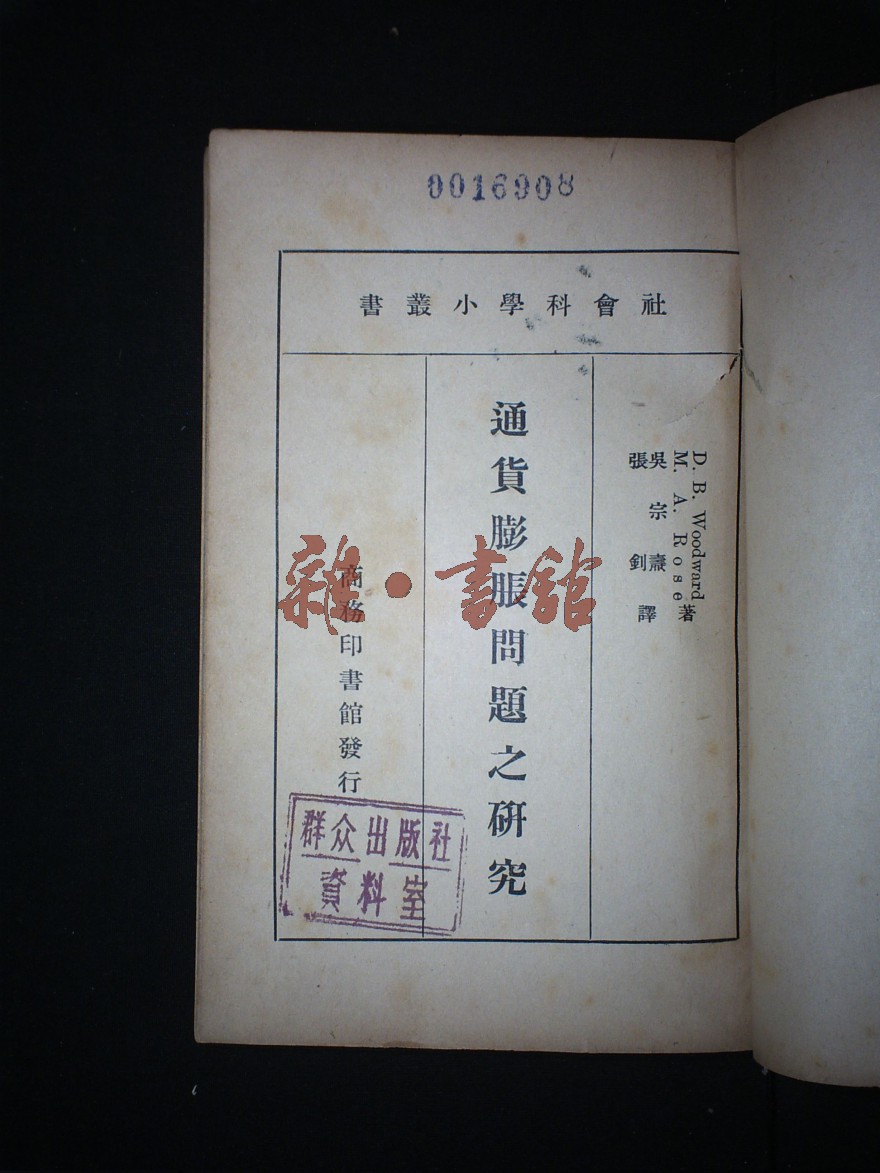 0016908
社會科學小叢書
D. B. Woodward
M. A. Rose 著
吳宗燾
張釗 譯
通貨膨脹問題之研究
商務印書館發行
雜·書館
群众出版社
資料室